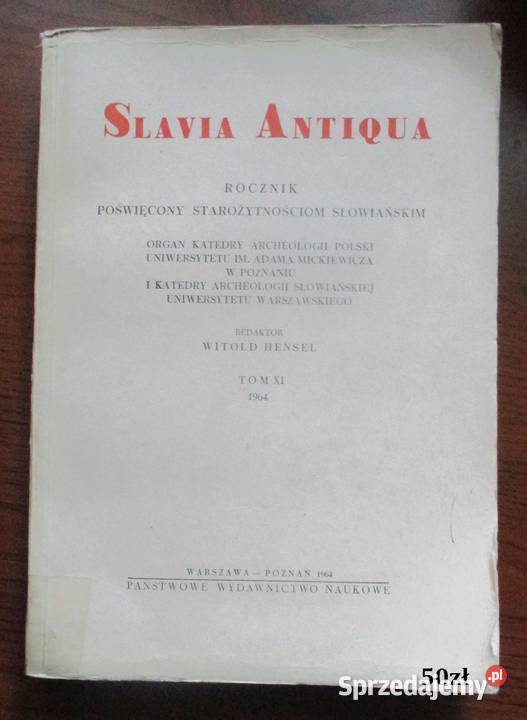 SLAVIA ANTIQUA
ROCZNIK
POŚWIĘCONY STAROŻYTNOŚCIOM SŁOWIAŃSKIM
ORGAN KATEDRY ARCHEOLOGII POLSKI
UNIWERSYTETU IM. ADAMA MICKIEWICZA
W POZNANIU
I KATEDRY ARCHEOLOGII SŁOWIAŃSKIEJ
UNIWERSYTETU WARSZAWSKIEGO
REDAKTOR
WITOLD HENSEL
TOM XI
1964
WARSZAWA — POZNAŃ 1964
PAŃSTWOWE WYDAWNICTWO NAUKOWE
50zł
Sprzedajemy.pl